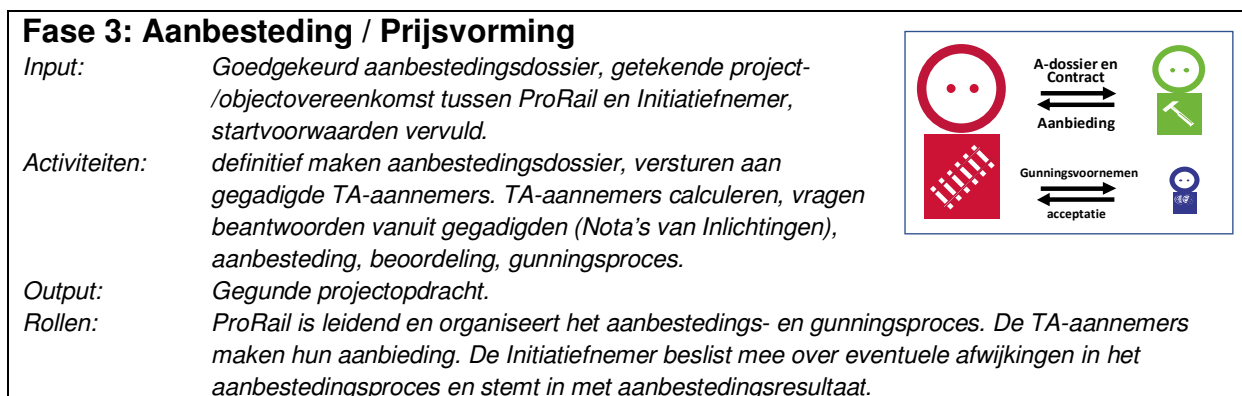 Fase 3: Aanbesteding / Prijsvorming
Input: Goedgekeurd aanbestedingsdossier, getekende project-
/objectovereenkomst tussen ProRail en Initiatiefnemer,
startvoorwaarden vervuld.
Activiteiten: definitief maken aanbestedingsdossier, versturen aan
gegadigde TA-aannemers. TA-aannemers calculeren, vragen
beantwoorden vanuit gegadigden (Nota's van Inlichtingen),
aanbesteding, beoordeling, gunningsproces.
Output: Gegunde projectopdracht.
Rollen: ProRail is leidend en organiseert het aanbestedings- en gunningsproces. De TA-aannemers
maken hun aanbieding. De Initiatiefnemer beslist mee over eventuele afwijkingen in het
aanbestedingsproces en stemt in met aanbestedingsresultaat.
A-dossier en
Contract
Aanbieding
Gunningsvoornemen
acceptatie